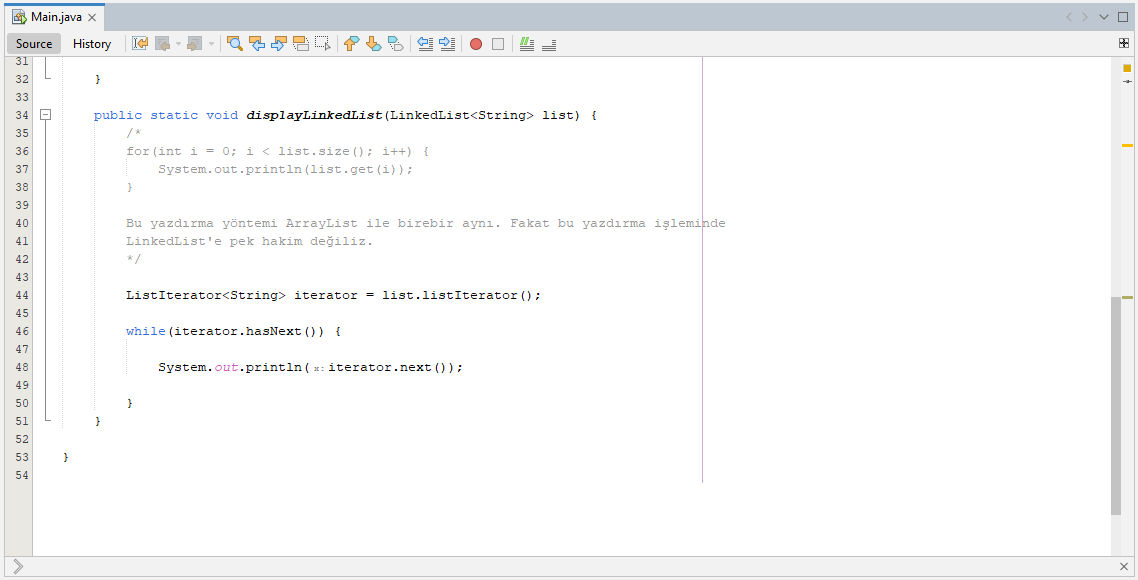 Main.java
Source History
31
32 }
33
34 public static void displayLinkedList(LinkedList<String> list) {
35 /*
36 for(int i = 0; i < list.size(); i++) {
37 System.out.println(list.get(i));
38 }
39
40 Bu yazdırma yöntemi ArrayList ile birebir aynı. Fakat bu yazdırma işleminde
41 LinkedList'e pek hakim değiliz.
42 */
43
44 ListIterator<String> iterator = list.listIterator();
45
46 while(iterator.hasNext()) {
47
48 System.out.println( x: iterator.next());
49
50 }
51 }
52
53 }
54